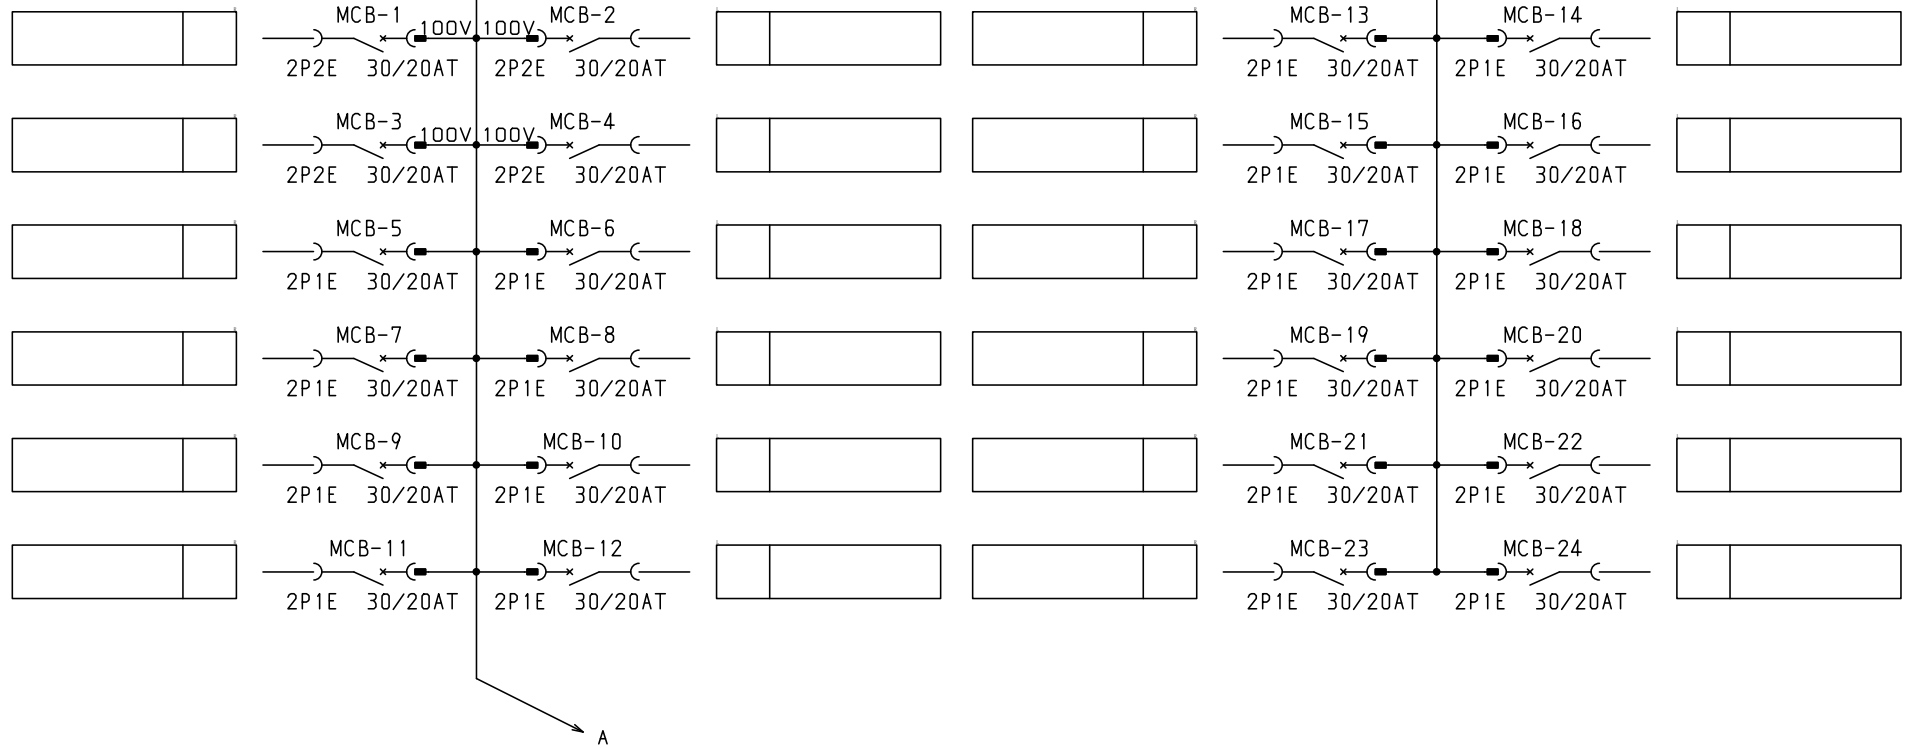 MCB-1 100V 100V MCB-2 MCB-13 MCB-14
2P2E 30/20AT 2P2E 30/20AT 2P1E 30/20AT 2P1E 30/20AT
MCB-3 100V 100V MCB-4 MCB-15 MCB-16
2P2E 30/20AT 2P2E 30/20AT 2P1E 30/20AT 2P1E 30/20AT
MCB-5 MCB-6 MCB-17 MCB-18
2P1E 30/20AT 2P1E 30/20AT 2P1E 30/20AT 2P1E 30/20AT
MCB-7 MCB-8 MCB-19 MCB-20
2P1E 30/20AT 2P1E 30/20AT 2P1E 30/20AT 2P1E 30/20AT
MCB-9 MCB-10 MCB-21 MCB-22
2P1E 30/20AT 2P1E 30/20AT 2P1E 30/20AT 2P1E 30/20AT
MCB-11 MCB-12 MCB-23 MCB-24
2P1E 30/20AT 2P1E 30/20AT 2P1E 30/20AT 2P1E 30/20AT
A